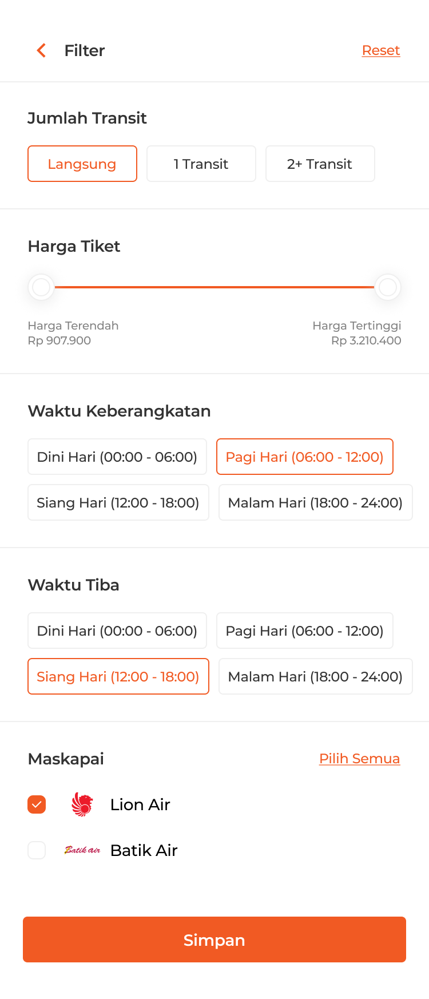 Filter
Reset
Jumlah Transit
Langsung
1 Transit
2+ Transit
Harga Tiket
Harga Terendah
Rp 907.900
Harga Tertinggi
Rp 3.210.400
Waktu Keberangkatan
Dini Hari (00:00 - 06:00)
Pagi Hari (06:00 - 12:00)
Siang Hari (12:00 - 18:00)
Malam Hari (18:00 - 24:00)
Waktu Tiba
Dini Hari (00:00 - 06:00)
Pagi Hari (06:00 - 12:00)
Siang Hari (12:00 - 18:00)
Malam Hari (18:00 - 24:00)
Maskapai
Pilih Semua
Lion Air
Batik air
Batik Air
Simpan